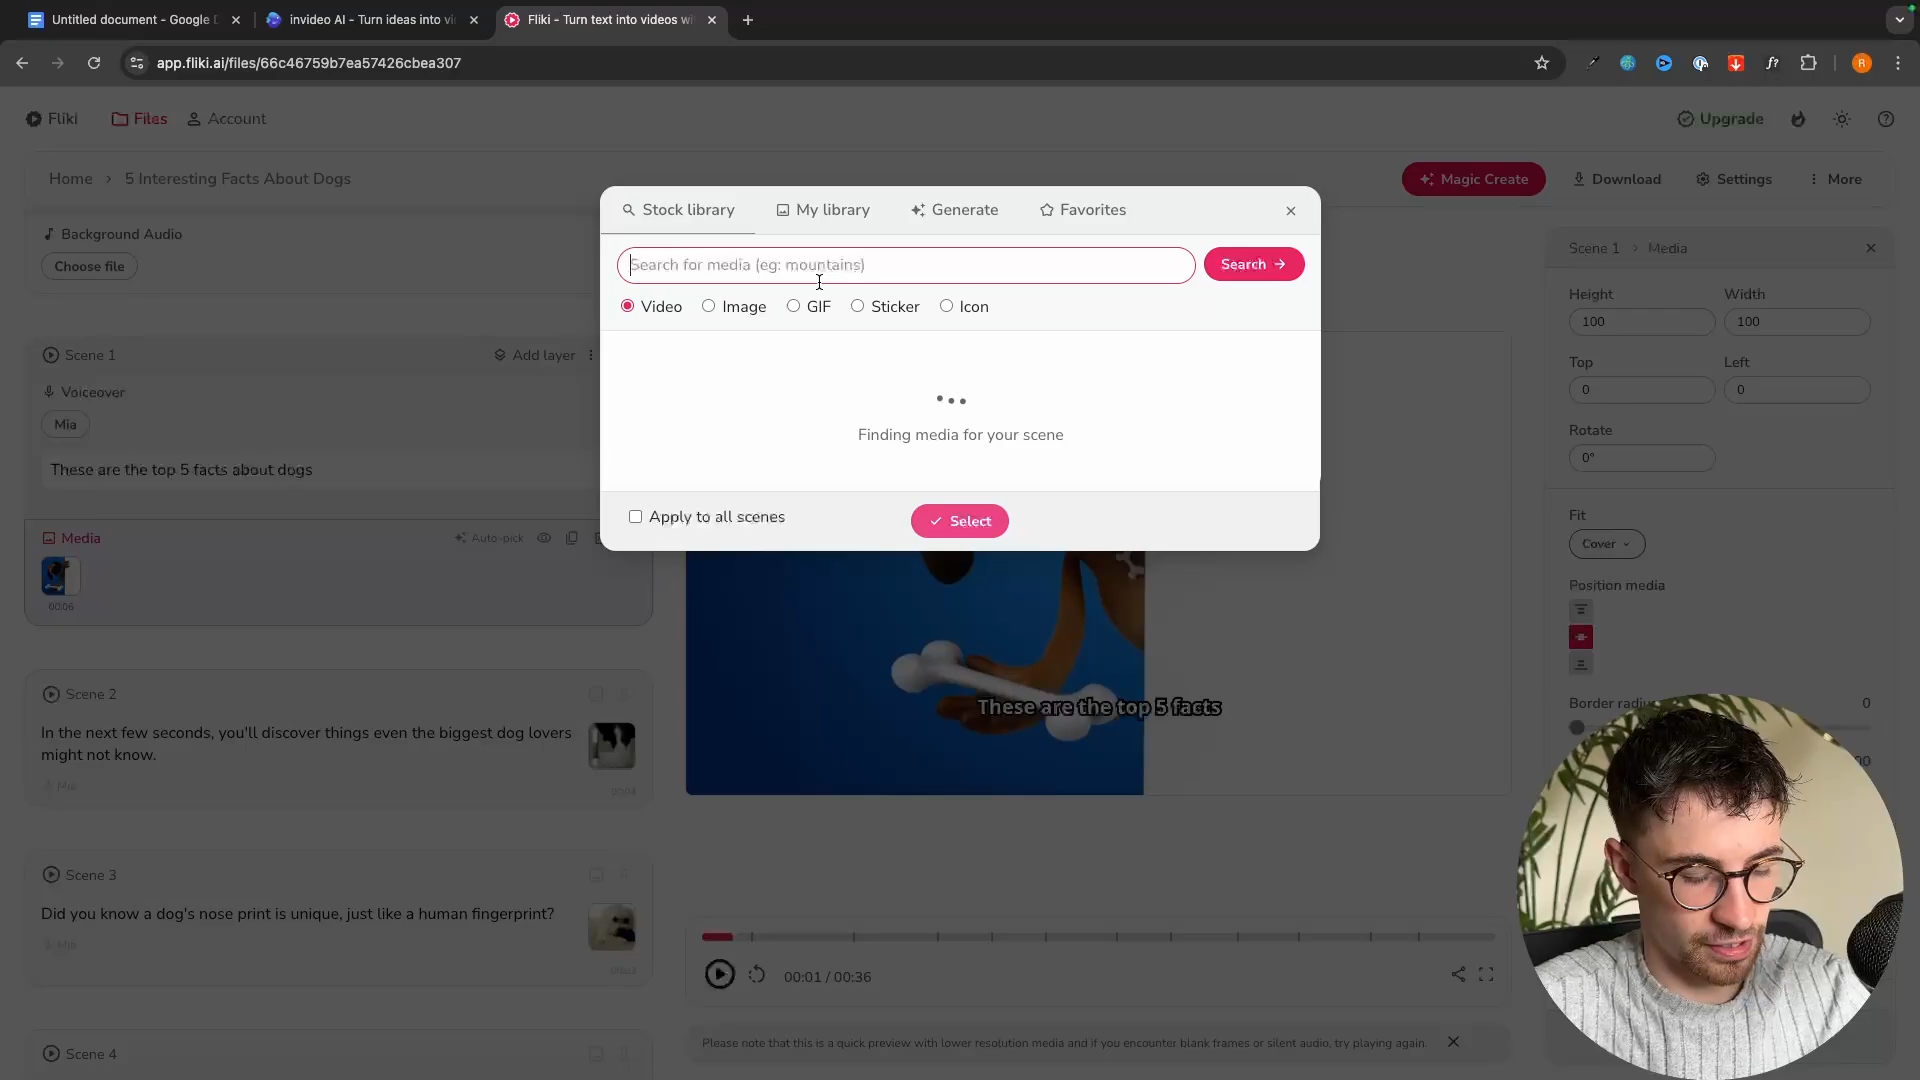 Untitled document - Google D
invideo AI - Turn ideas into vi
Fliki - Turn text into videos wi
app.fliki.ai/files/66c46759b7ea57426cbea307
R
Fliki
Files
Account
Upgrade
Home
5 Interesting Facts About Dogs
Magic Create
Download
Settings
More
Background Audio
Choose file
Scene 1
Add layer
Voiceover
Mia
These are the top 5 facts about dogs
Media
Auto-pick
00:06
Scene 2
In the next few seconds, you'll discover things even the biggest dog lovers
might not know.
Mia
00:04
Scene 3
Did you know a dog's nose print is unique, just like a human fingerprint?
Mia
Scene 4
Stock library
My library
Generate
Favorites
Search for media (eg: mountains)
Search
Video
Image
GIF
Sticker
Icon
Finding media for your scene
Apply to all scenes
Select
These are the top 5 facts
00:01 / 00:36
Please note that this is a quick preview with lower resolution media and if you encounter blank frames or silent audio, try playing again.
Scene 1
Media
Height
Width
100
100
Top
Left
0
0
Rotate
0°
Fit
Cover
Position media
Border radiu
0